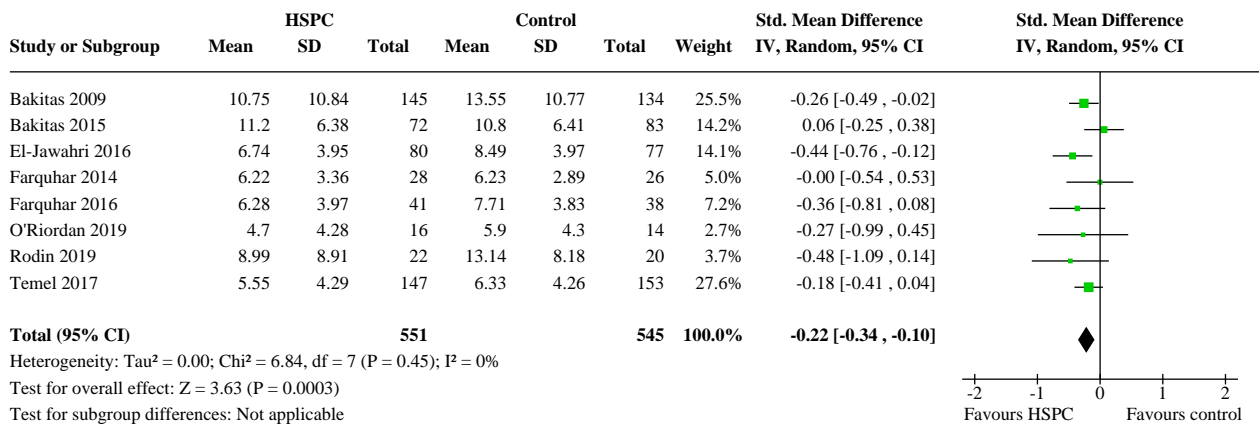 HSPC Control Std. Mean Difference Std. Mean Difference
Study or Subgroup Mean SD Total Mean SD Total Weight IV, Random, 95% CI IV, Random, 95% CI
Bakitas 2009 10.75 10.84 145 13.55 10.77 134 25.5% -0.26 [-0.49 , -0.02]
Bakitas 2015 11.2 6.38 72 10.8 6.41 83 14.2% 0.06 [-0.25 , 0.38]
El-Jawahri 2016 6.74 3.95 80 8.49 3.97 77 14.1% -0.44 [-0.76 , -0.12]
Farquhar 2014 6.22 3.36 28 6.23 2.89 26 5.0% -0.00 [-0.54 , 0.53]
Farquhar 2016 6.28 3.97 41 7.71 3.83 38 7.2% -0.36 [-0.81 , 0.08]
O'Riordan 2019 4.7 4.28 16 5.9 4.3 14 2.7% -0.27 [-0.99 , 0.45]
Rodin 2019 8.99 8.91 22 13.14 8.18 20 3.7% -0.48 [-1.09 , 0.14]
Temel 2017 5.55 4.29 147 6.33 4.26 153 27.6% -0.18 [-0.41 , 0.04]
Total (95% CI) 551 545 100.0% -0.22 [-0.34 , -0.10]
Heterogeneity: Tau² = 0.00; Chi² = 6.84, df = 7 (P = 0.45); I² = 0%
Test for overall effect: Z = 3.63 (P = 0.0003)
-2 -1 0 1 2
Test for subgroup differences: Not applicable
Favours HSPC Favours control